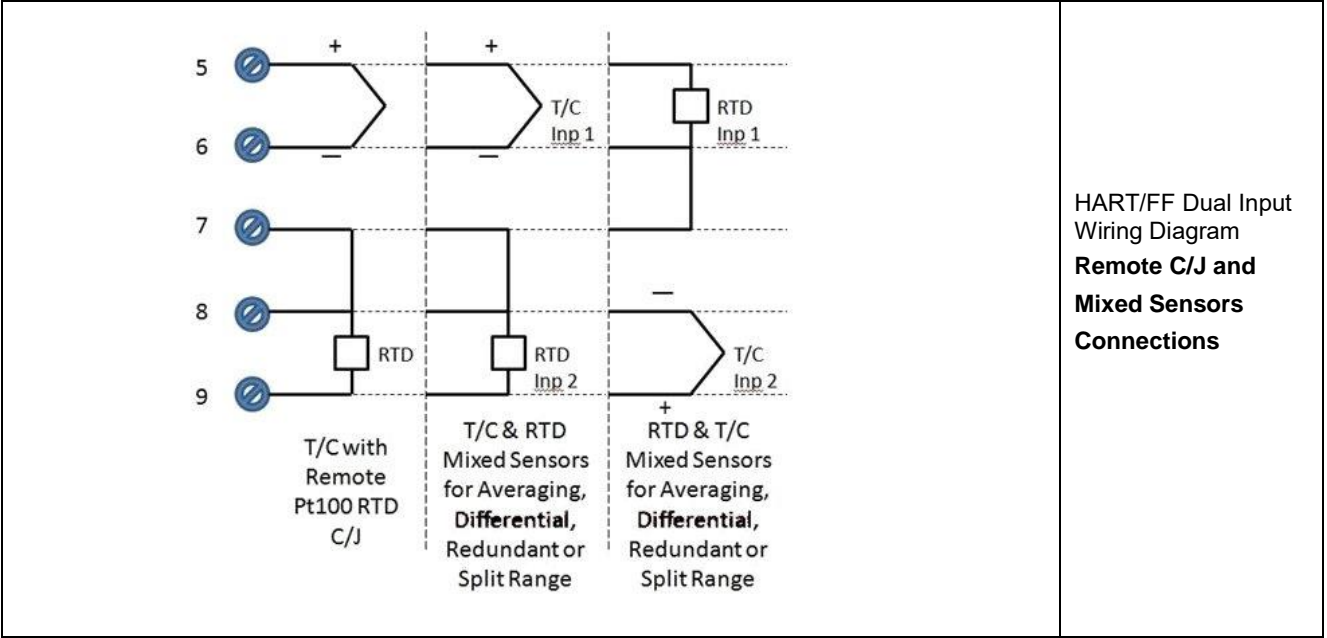 5
6
7
8
9
+
—
RTD
T/C with
Remote
Pt100 RTD
C/J
+
T/C
Inp 1
—
RTD
Inp 2
T/C & RTD
Mixed Sensors
for Averaging,
Differential,
Redundant or
Split Range
RTD
Inp 1
—
T/C
Inp 2
+
RTD & T/C
Mixed Sensors
for Averaging,
Differential,
Redundant or
Split Range
HART/FF Dual Input
Wiring Diagram
Remote C/J and
Mixed Sensors
Connections